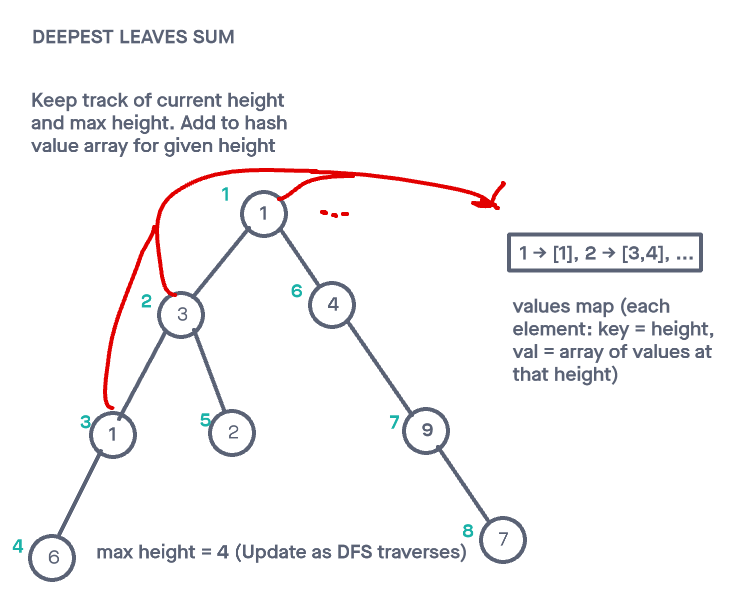 DEEPEST LEAVES SUM
Keep track of current height
and max height. Add to hash
value array for given height
1
1
1 → [1], 2 → [3,4], ...
2
3
6
4
values map (each
element: key = height,
val = array of values at
that height)
3
1
5
2
7
9
4
6
max height = 4 (Update as DFS traverses)
8
7